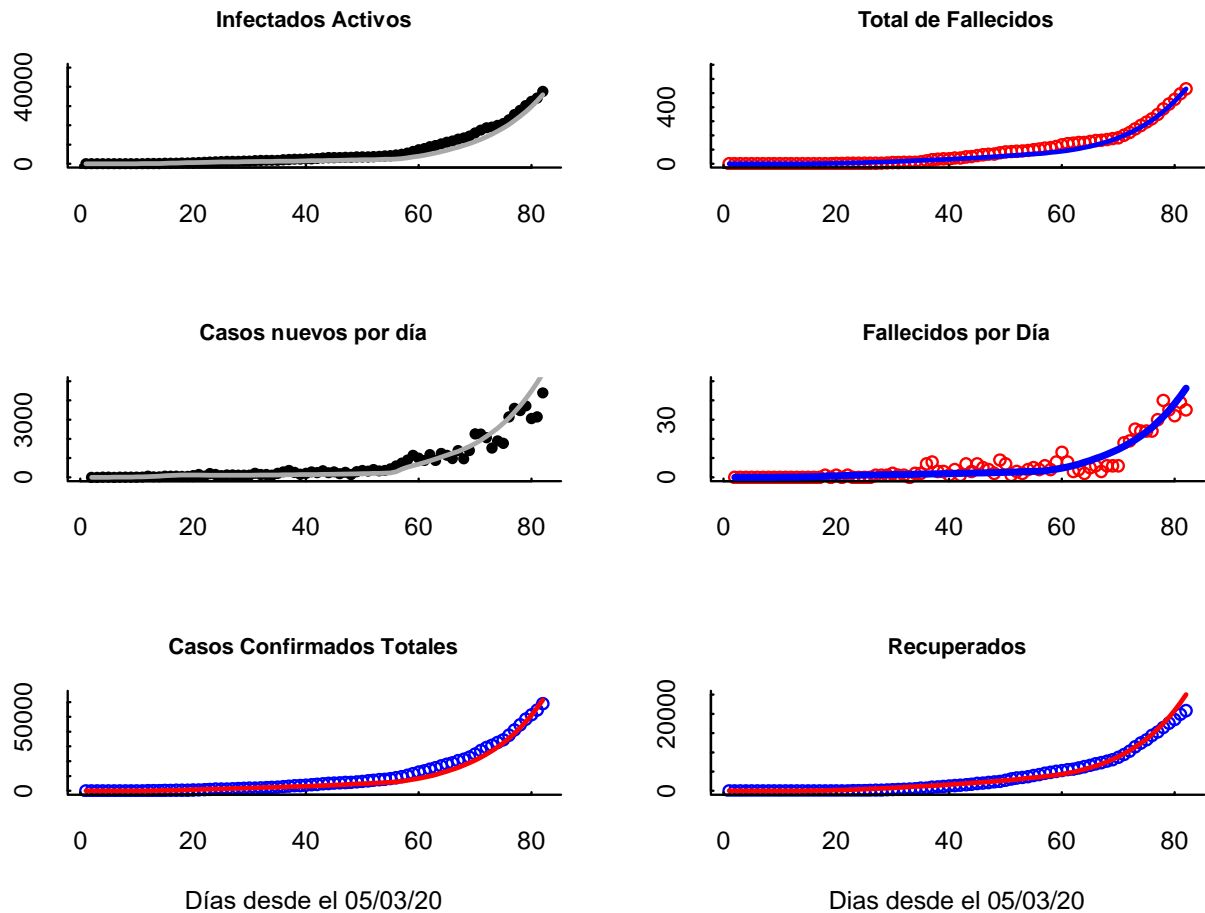 Infectados Activos
40000
0
0 20 40 60 80
Total de Fallecidos
400
0
0 20 40 60 80
Casos nuevos por día
3000
0
0 20 40 60 80
Fallecidos por Día
30
0
0 20 40 60 80
Casos Confirmados Totales
50000
0
0 20 40 60 80
Días desde el 05/03/20
Recuperados
20000
0
0 20 40 60 80
Dias desde el 05/03/20